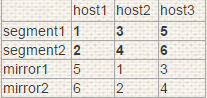 host1 host2 host3
segment1 1 3 5
segment2 2 4 6
mirror1 5 1 3
mirror2 6 2 4